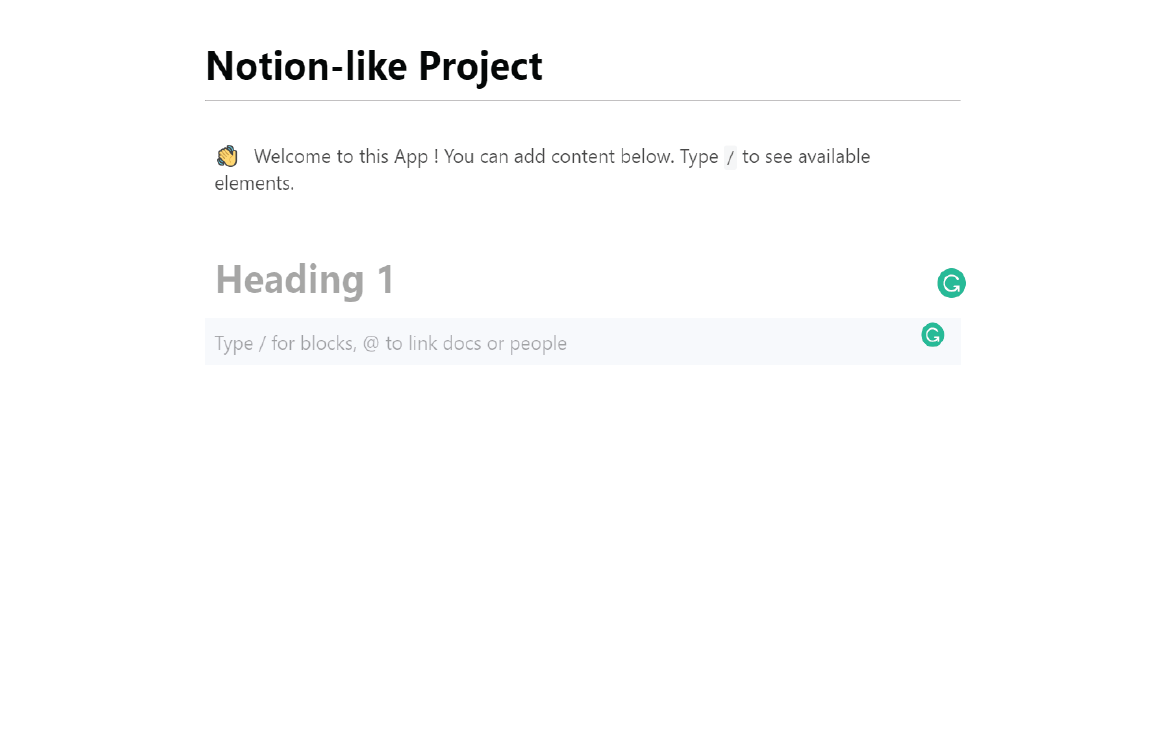 Notion-like Project
👋 Welcome to this App ! You can add content below. Type / to see available
elements.
Heading 1
Type / for blocks, @ to link docs or people